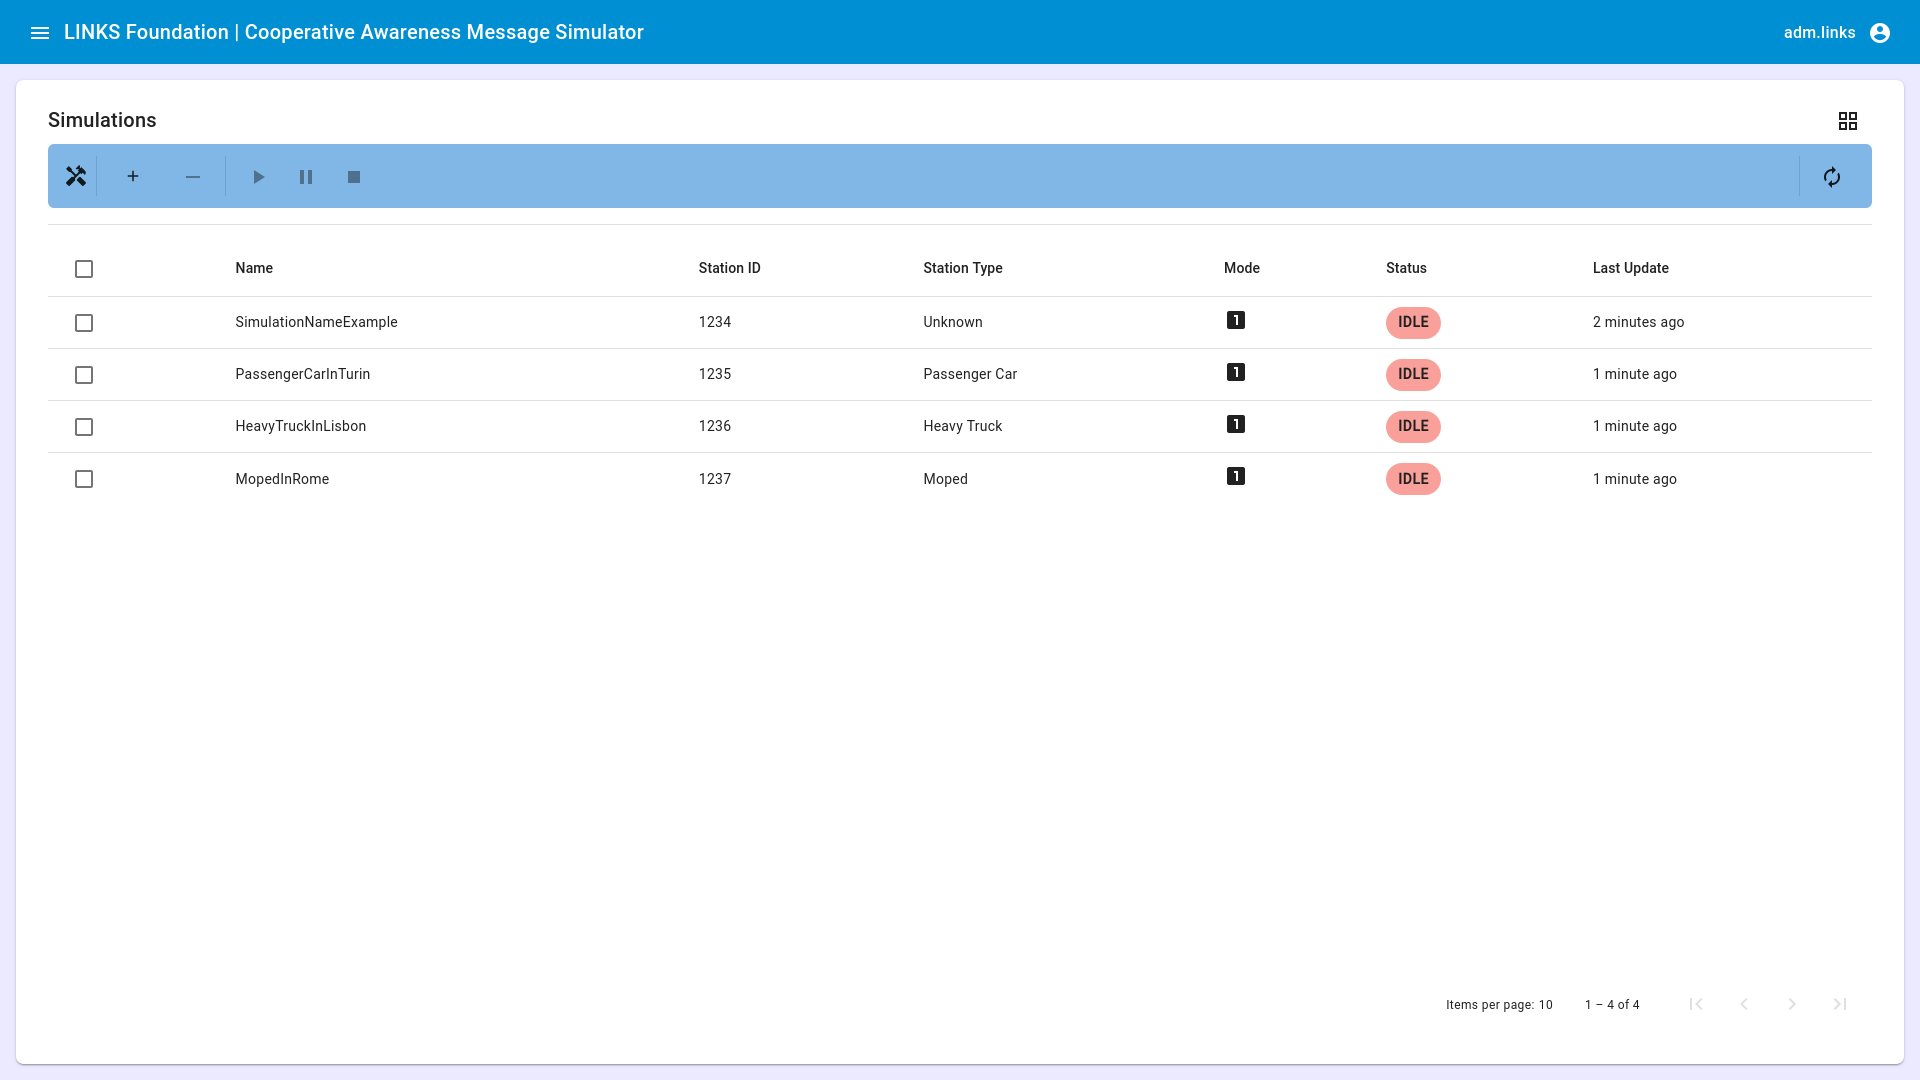 LINKS Foundation | Cooperative Awareness Message Simulator adm.links
Simulations
Name Station ID Station Type Mode Status Last Update
SimulationNameExample 1234 Unknown 1 IDLE 2 minutes ago
PassengerCarInTurin 1235 Passenger Car 1 IDLE 1 minute ago
HeavyTruckInLisbon 1236 Heavy Truck 1 IDLE 1 minute ago
MopedInRome 1237 Moped 1 IDLE 1 minute ago
Items per page: 10 1 – 4 of 4